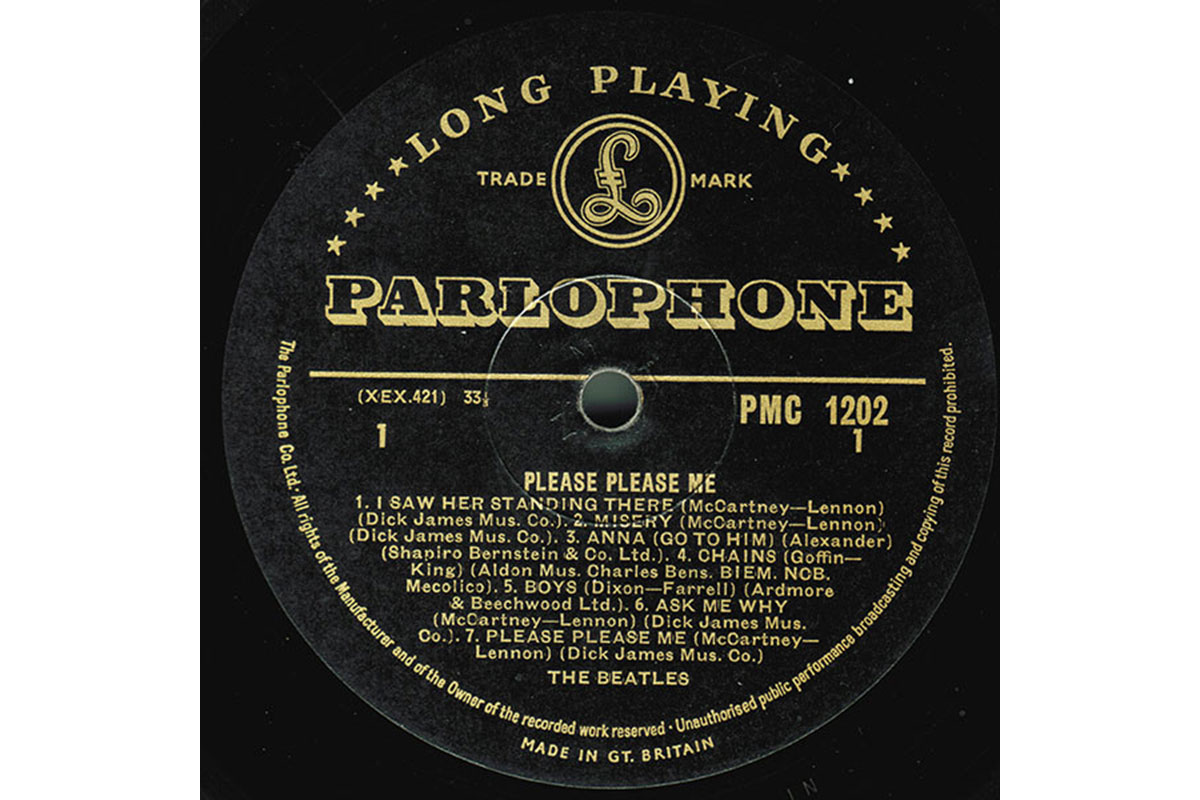 ★★★★LONG PLAYING★★★★
TRADE £ MARK
PARLOPHONE
(XEX.421) 33⅓
PMC 1202
1
1
PLEASE PLEASE ME
1. I SAW HER STANDING THERE (McCartney—Lennon)
(Dick James Mus. Co.). 2. MISERY (McCartney—Lennon)
(Dick James Mus. Co.). 3. ANNA (GO TO HIM) (Alexander)
(Shapiro Bernstein & Co. Ltd.). 4. CHAINS (Goffin—
King) (Aldon Mus. Charles Bens. BIEM. NCB.
Mecolico). 5. BOYS (Dixon—Farrell) (Ardmore
& Beechwood Ltd.). 6. ASK ME WHY
(McCartney—Lennon) (Dick James Mus.
Co.). 7. PLEASE PLEASE ME (McCartney—
Lennon) (Dick James Mus. Co.)
THE BEATLES
The Parlophone Co. Ltd· All rights of the Manufacturer and of the Owner of the recorded work reserved · Unauthorised public performance broadcasting and copying of this record prohibited.
MADE IN GT. BRITAIN